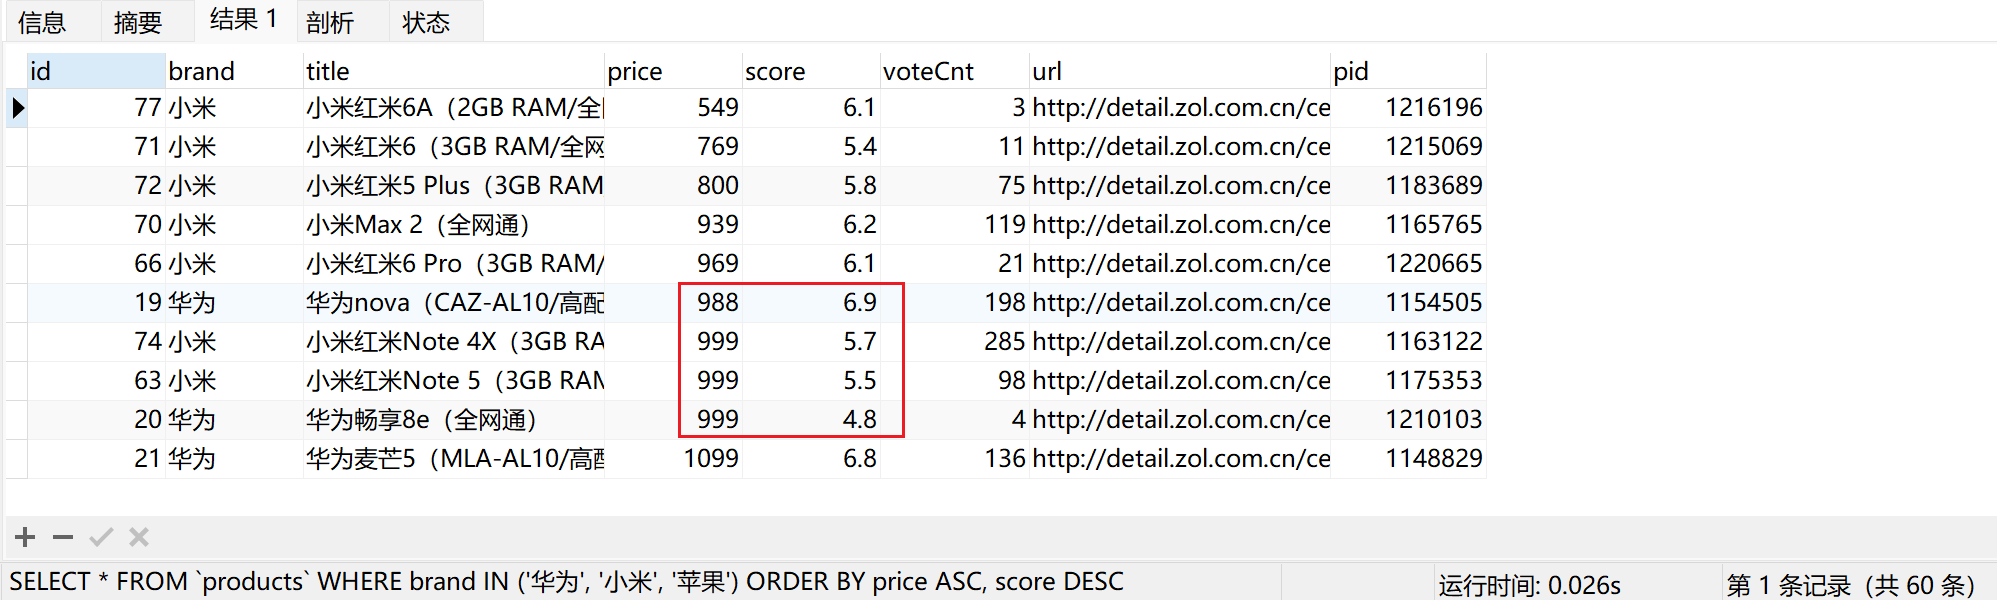 信息 摘要 结果 1 剖析 状态
id brand title price score voteCnt url pid
77 小米 小米红米6A（2GB RAM/全 549 6.1 3 http://detail.zol.com.cn/ce 1216196
71 小米 小米红米6（3GB RAM/全网 769 5.4 11 http://detail.zol.com.cn/ce 1215069
72 小米 小米红米5 Plus（3GB RAM 800 5.8 75 http://detail.zol.com.cn/ce 1183689
70 小米 小米Max 2（全网通） 939 6.2 119 http://detail.zol.com.cn/ce 1165765
66 小米 小米红米6 Pro（3GB RAM/ 969 6.1 21 http://detail.zol.com.cn/ce 1220665
19 华为 华为nova（CAZ-AL10/高配 988 6.9 198 http://detail.zol.com.cn/ce 1154505
74 小米 小米红米Note 4X（3GB RA 999 5.7 285 http://detail.zol.com.cn/ce 1163122
63 小米 小米红米Note 5（3GB RAM 999 5.5 98 http://detail.zol.com.cn/ce 1175353
20 华为 华为畅享8e（全网通） 999 4.8 4 http://detail.zol.com.cn/ce 1210103
21 华为 华为麦芒5（MLA-AL10/高配 1099 6.8 136 http://detail.zol.com.cn/ce 1148829
SELECT * FROM `products` WHERE brand IN ('华为', '小米', '苹果') ORDER BY price ASC, score DESC 运行时间: 0.026s 第 1 条记录（共 60 条）